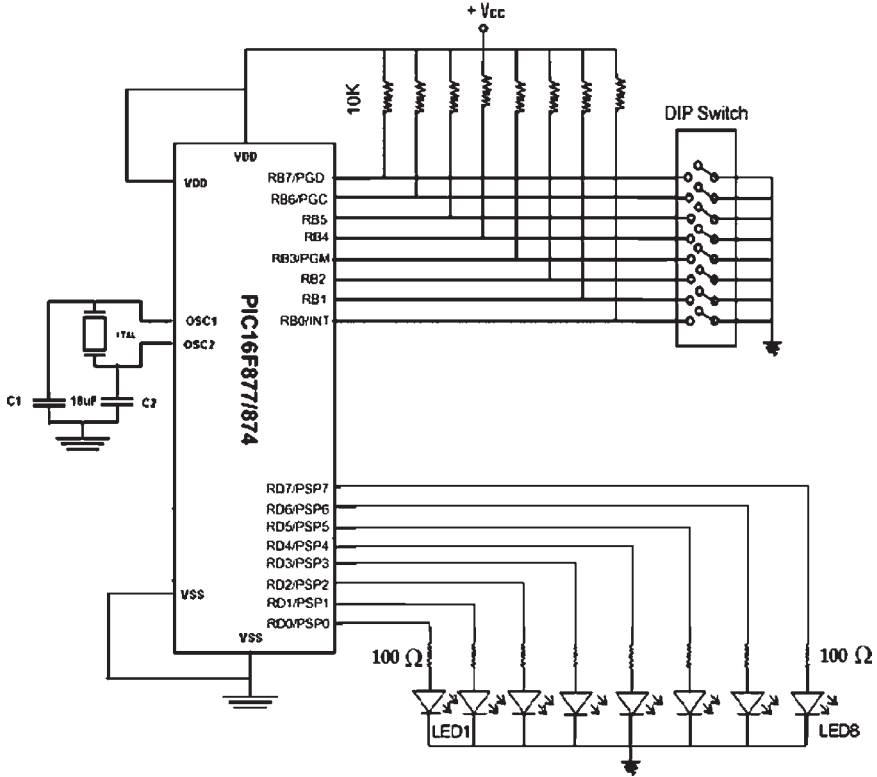 + VCC
10K
DIP Switch
VDD
VDD
RB7/PGD
RB6/PGC
RB5
RB4
RB3/PGM
RB2
RB1
RB0/INT
PIC16F877/874
OSC1
OSC2
XTAL
C1
18uF
C2
RD7/PSP7
RD6/PSP6
RD5/PSP5
RD4/PSP4
RD3/PSP3
RD2/PSP2
RD1/PSP1
RD0/PSP0
VSS
VSS
100 Ω
100 Ω
LED1
LED8